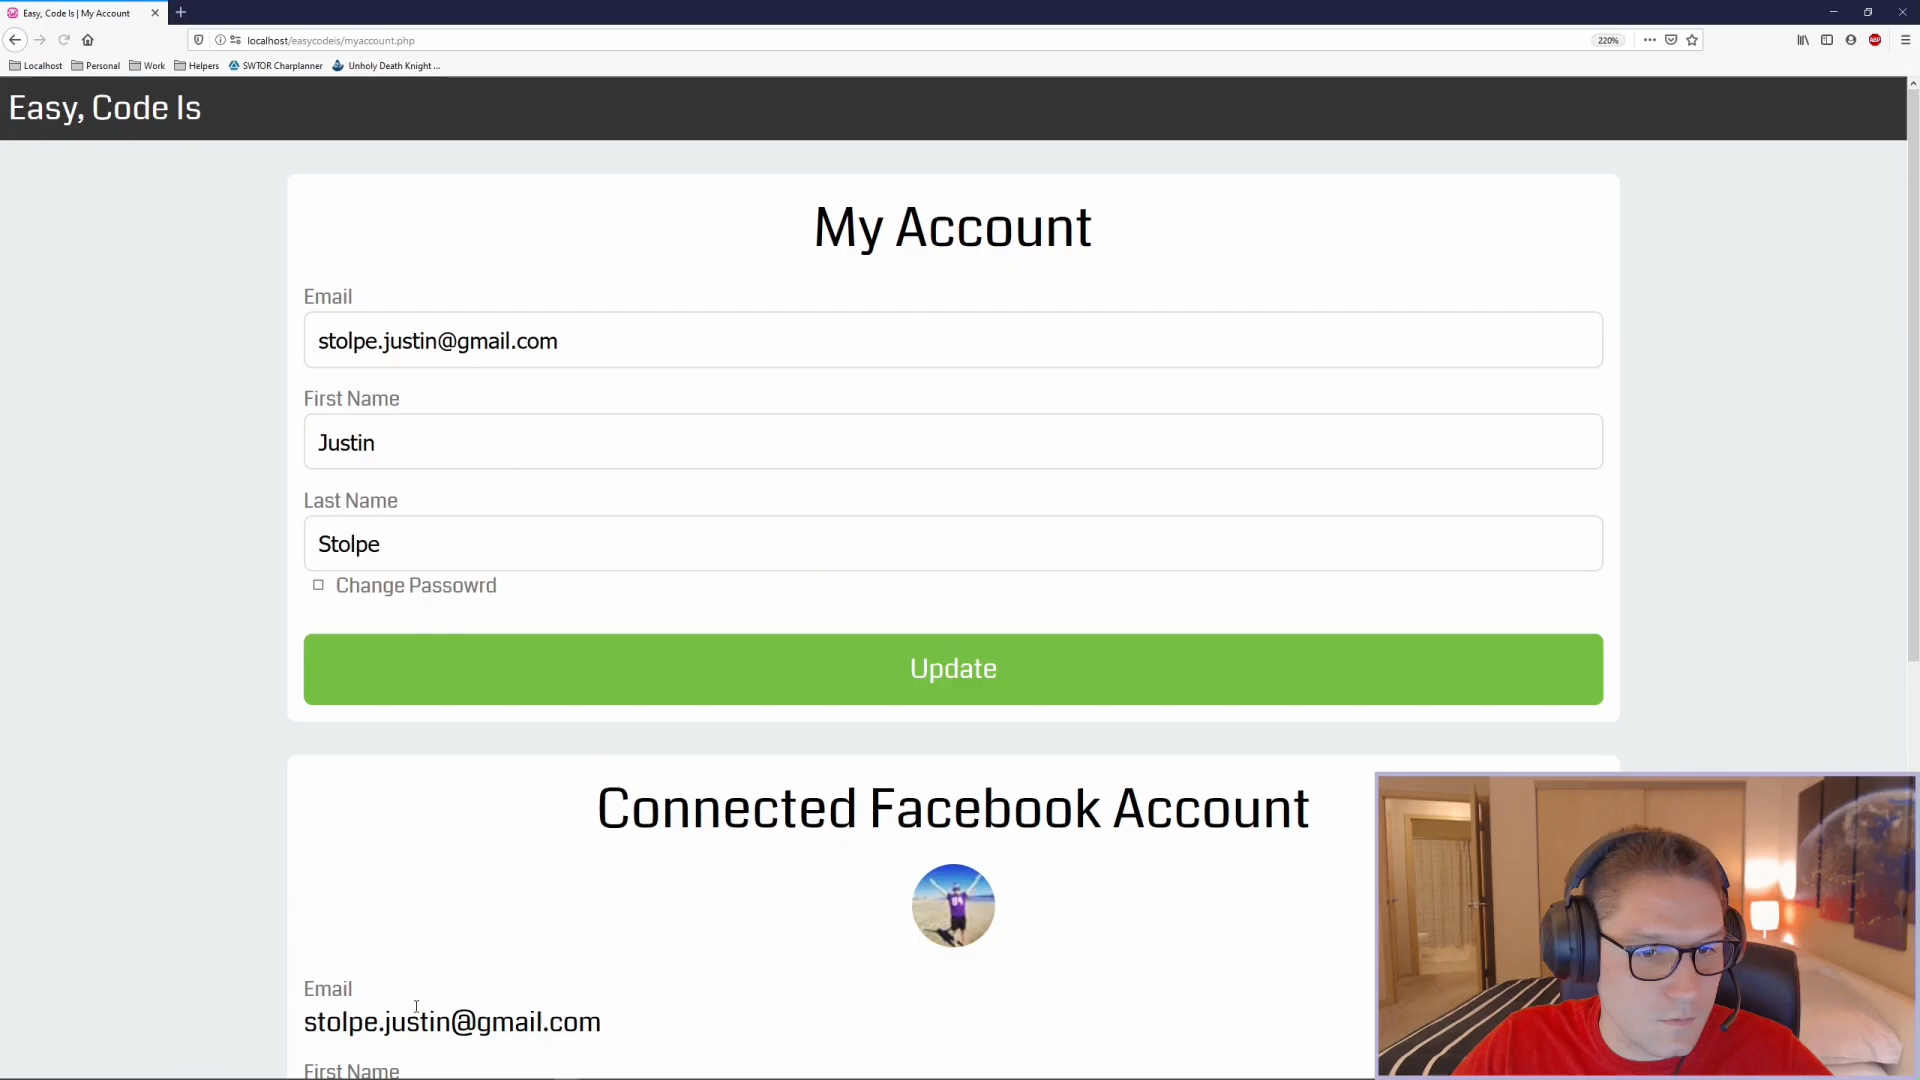 Easy, Code Is | My Account
localhost/easycodeis/myaccount.php
220%
Localhost Personal Work Helpers SWTOR Charplanner Unholy Death Knight ...
ABP
Easy, Code Is
My Account
Email
stolpe.justin@gmail.com
First Name
Justin
Last Name
Stolpe
Change Passowrd
Update
Connected Facebook Account
Email
stolpe.justin@gmail.com
First Name